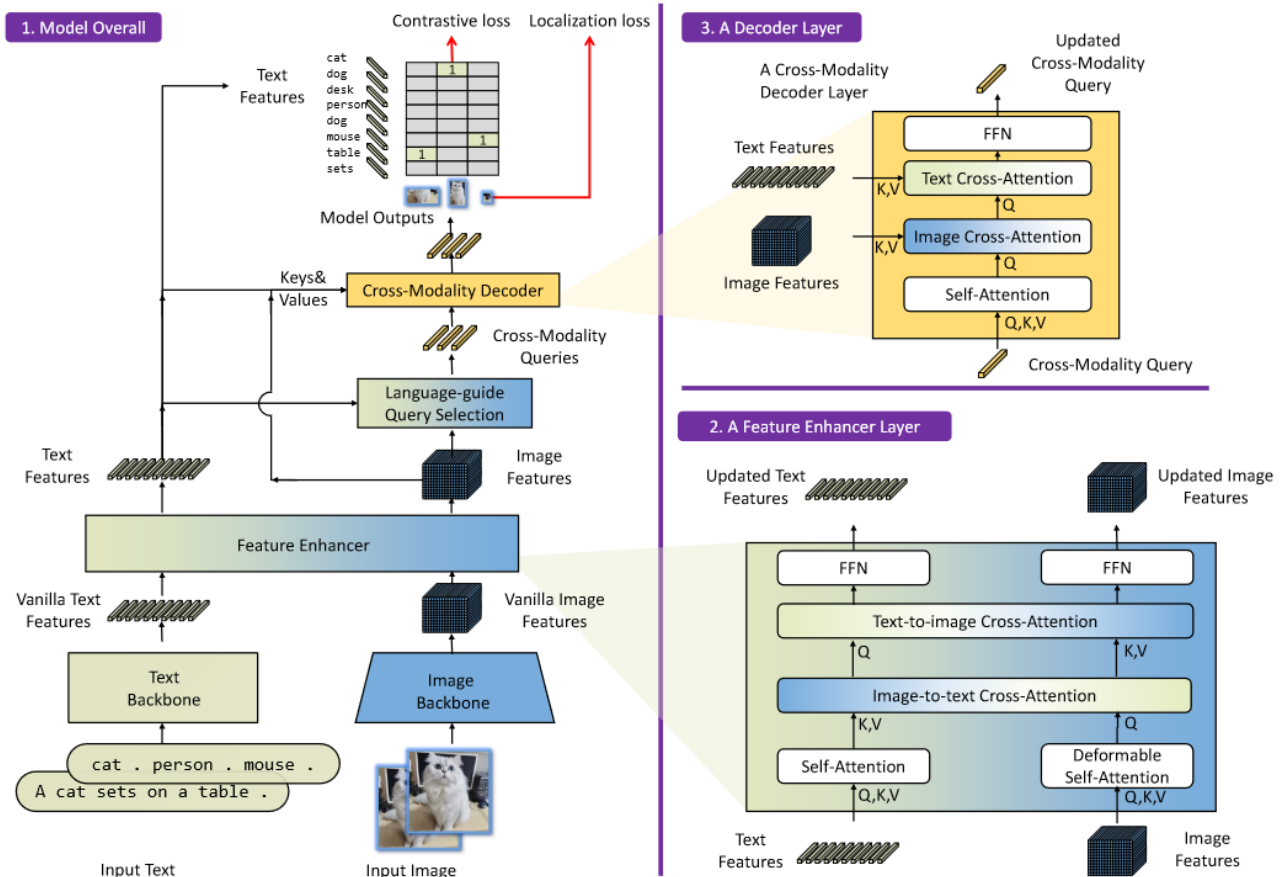 1. Model Overall
Contrastive loss
Localization loss
Text
Features
cat
dog
desk
person
dog
mouse
table
sets
1
1
1
Model Outputs
Keys&
Values
Cross-Modality Decoder
Cross-Modality
Queries
Language-guide
Query Selection
Text
Features
Image
Features
Feature Enhancer
Vanilla Text
Features
Vanilla Image
Features
Text
Backbone
Image
Backbone
cat . person . mouse .
A cat sets on a table .
Input Text
Input Image
3. A Decoder Layer
Updated
Cross-Modality
Query
A Cross-Modality
Decoder Layer
FFN
Text Features
Text Cross-Attention
K,V
Q
Image Cross-Attention
K,V
Q
Image Features
Self-Attention
Q,K,V
Cross-Modality Query
2. A Feature Enhancer Layer
Updated Text
Features
Updated Image
Features
FFN
FFN
Text-to-image Cross-Attention
Q
K,V
Image-to-text Cross-Attention
K,V
Q
Self-Attention
Deformable
Self-Attention
Q,K,V
Q,K,V
Text
Features
Image
Features